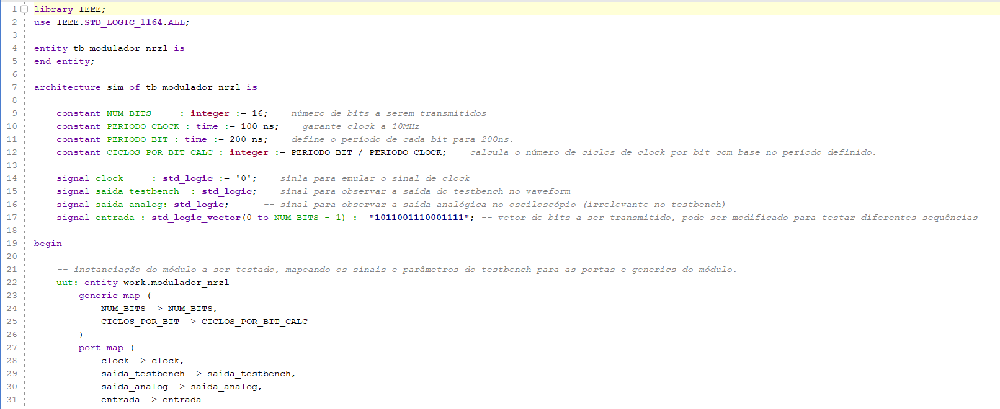 1 library IEEE;
2 use IEEE.STD_LOGIC_1164.ALL;
3
4 entity tb_modulador_nrzl is
5 end entity;
6
7 architecture sim of tb_modulador_nrzl is
8
9 constant NUM_BITS     : integer := 16; -- número de bits a serem transmitidos
10 constant PERIODO_CLOCK : time := 100 ns; -- garante clock a 10MHz
11 constant PERIODO_BIT : time := 200 ns; -- define o período de cada bit para 200ns.
12 constant CICLOS_POR_BIT_CALC : integer := PERIODO_BIT / PERIODO_CLOCK; -- calcula o número de ciclos de clock por bit com base no período definido.
13
14 signal clock     : std_logic := '0'; -- sinla para emular o sinal de clock
15 signal saida_testbench  : std_logic; -- sinal para observar a saída do testbench no waveform
16 signal saida_analog: std_logic;      -- sinal para observar a saída analógica no osciloscópio (irrelevante no testbench)
17 signal entrada : std_logic_vector(0 to NUM_BITS - 1) := "1011001110001111"; -- vetor de bits a ser transmitido, pode ser modificado para testar diferentes sequências
18
19 begin
20
21 -- instanciação do módulo a ser testado, mapeando os sinais e parâmetros do testbench para as portas e generics do módulo.
22 uut: entity work.modulador_nrzl
23 generic map (
24 NUM_BITS => NUM_BITS,
25 CICLOS_POR_BIT => CICLOS_POR_BIT_CALC
26 )
27 port map (
28 clock => clock,
29 saida_testbench => saida_testbench,
30 saida_analog => saida_analog,
31 entrada => entrada